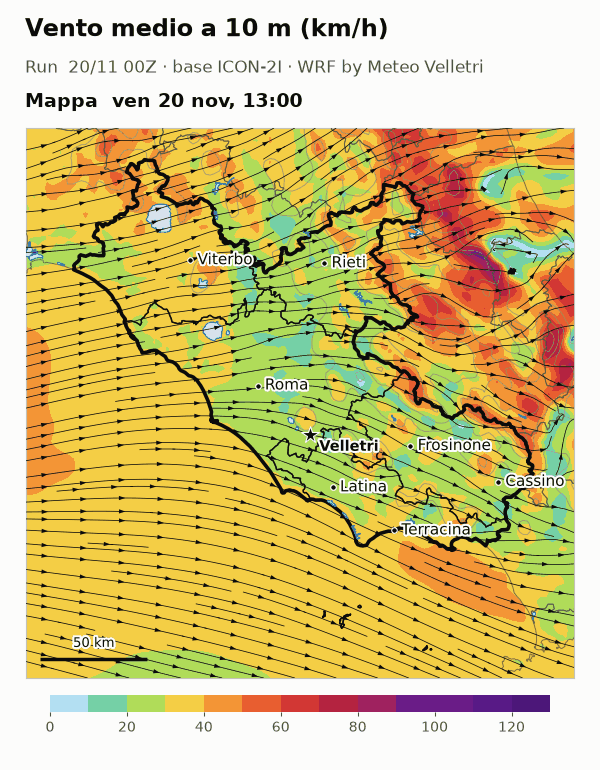 Vento medio a 10 m (km/h)
Run  20/11 00Z · base ICON-2I · WRF by Meteo Velletri
Mappa  ven 20 nov, 13:00
Viterbo
Rieti
Roma
Velletri
Frosinone
Latina
Cassino
Terracina
50 km
0 20 40 60 80 100 120